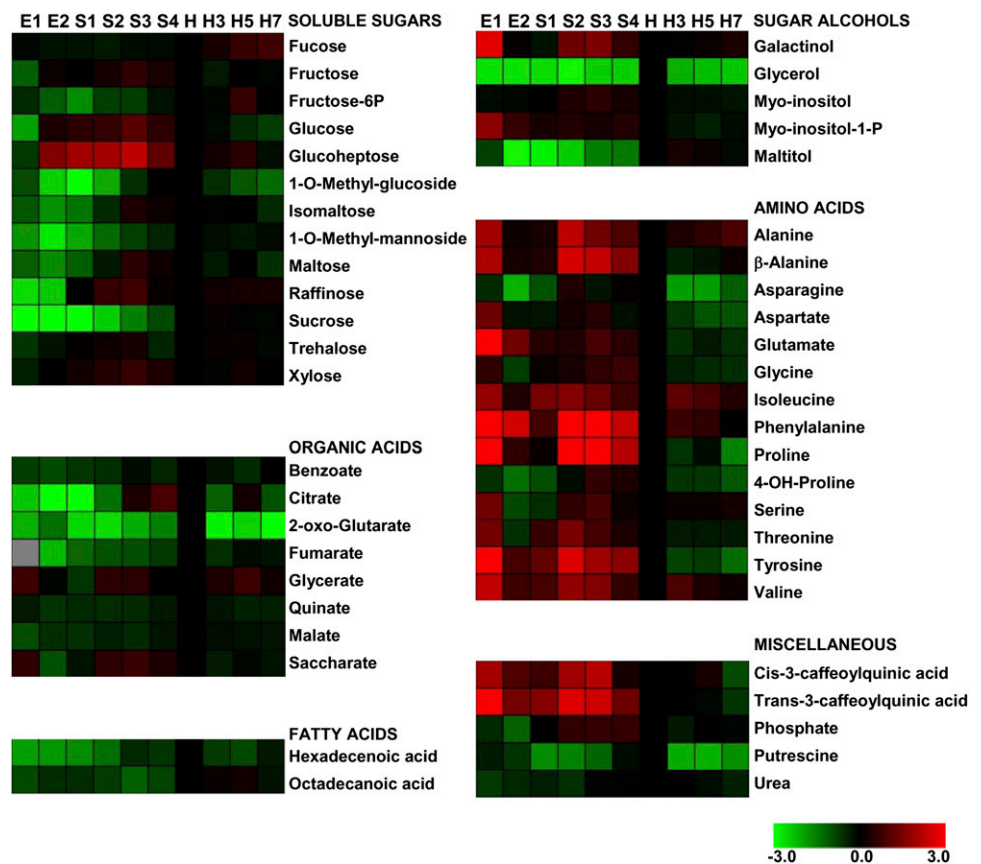 E1 E2 S1 S2 S3 S4 H H3 H5 H7 SOLUBLE SUGARS
Fucose
Fructose
Fructose-6P
Glucose
Glucoheptose
1-O-Methyl-glucoside
Isomaltose
1-O-Methyl-mannoside
Maltose
Raffinose
Sucrose
Trehalose
Xylose
ORGANIC ACIDS
Benzoate
Citrate
2-oxo-Glutarate
Fumarate
Glycerate
Quinate
Malate
Saccharate
FATTY ACIDS
Hexadecenoic acid
Octadecanoic acid
E1 E2 S1 S2 S3 S4 H H3 H5 H7 SUGAR ALCOHOLS
Galactinol
Glycerol
Myo-inositol
Myo-inositol-1-P
Maltitol
AMINO ACIDS
Alanine
β-Alanine
Asparagine
Aspartate
Glutamate
Glycine
Isoleucine
Phenylalanine
Proline
4-OH-Proline
Serine
Threonine
Tyrosine
Valine
MISCELLANEOUS
Cis-3-caffeoylquinic acid
Trans-3-caffeoylquinic acid
Phosphate
Putrescine
Urea
-3.0 0.0 3.0